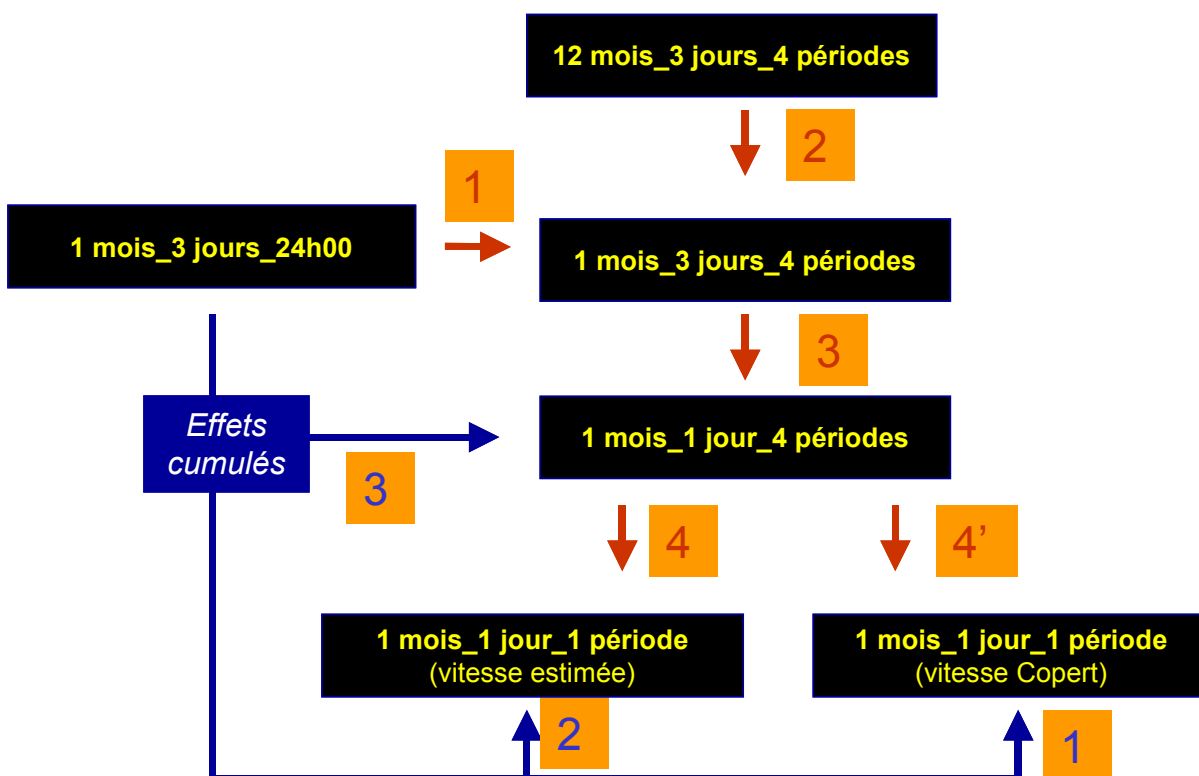 12 mois_3 jours_4 périodes
2
1
1 mois_3 jours_24h00
1 mois_3 jours_4 périodes
3
Effets
cumulés
1 mois_1 jour_4 périodes
3
4
4’
1 mois_1 jour_1 période
(vitesse estimée)
1 mois_1 jour_1 période
(vitesse Copert)
2
1